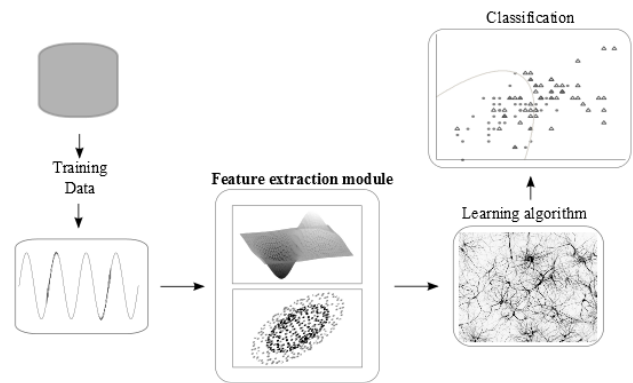 Classification
Training
Data
Feature extraction module
Learning algorithm